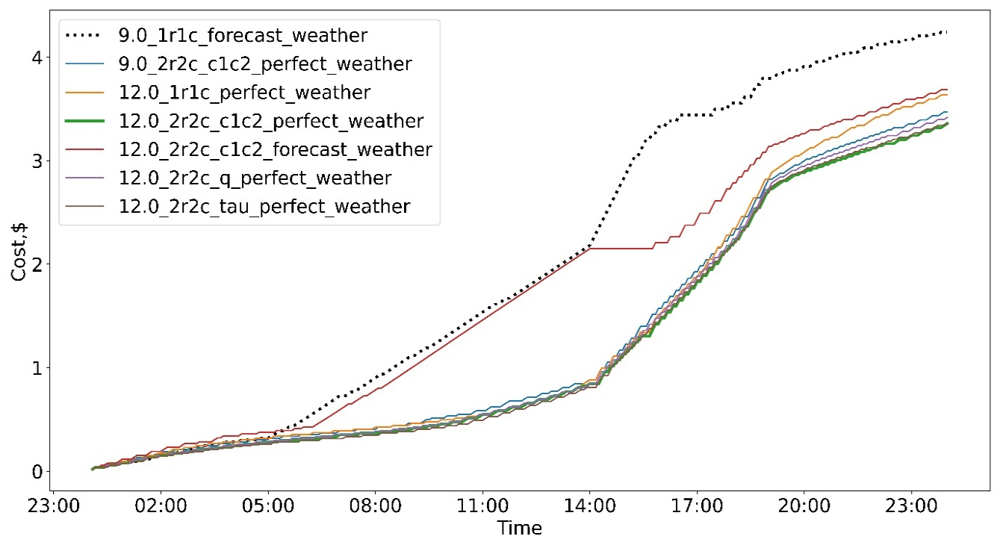 9.0_1r1c_forecast_weather
9.0_2r2c_c1c2_perfect_weather
12.0_1r1c_perfect_weather
12.0_2r2c_c1c2_perfect_weather
12.0_2r2c_c1c2_forecast_weather
12.0_2r2c_q_perfect_weather
12.0_2r2c_tau_perfect_weather
Cost,$
4
3
2
1
0
23:00 02:00 05:00 08:00 11:00 14:00 17:00 20:00 23:00
Time